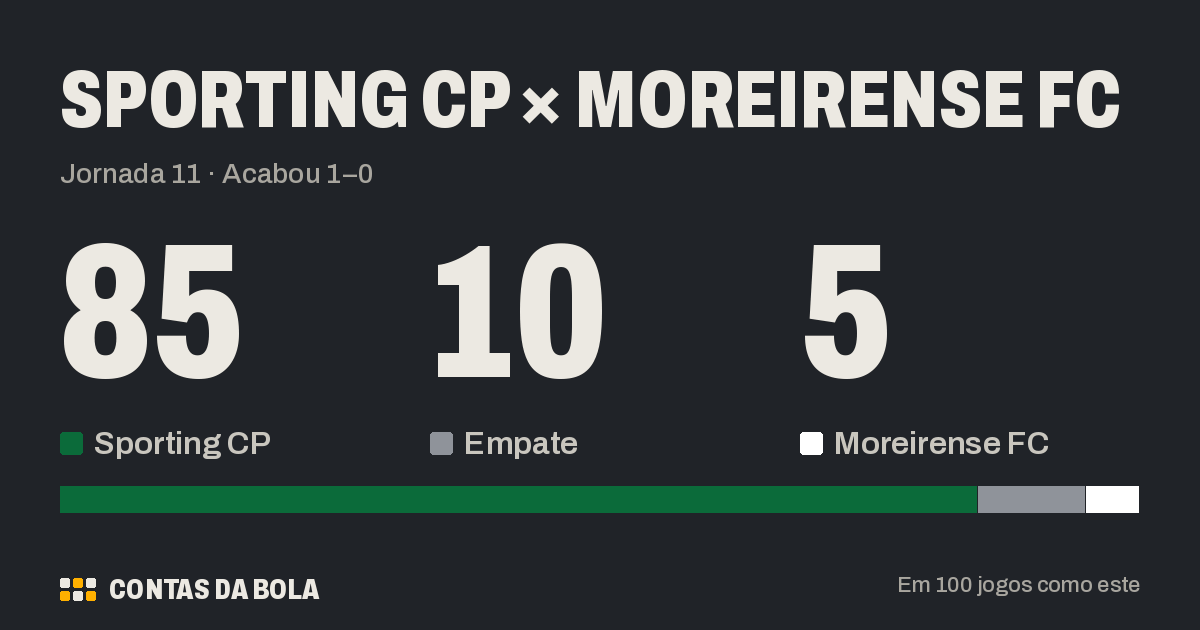 SPORTING CP × MOREIRENSE FC
Jornada 11 · Acabou 1–0
85 10 5
Sporting CP Empate Moreirense FC
CONTAS DA BOLA Em 100 jogos como este